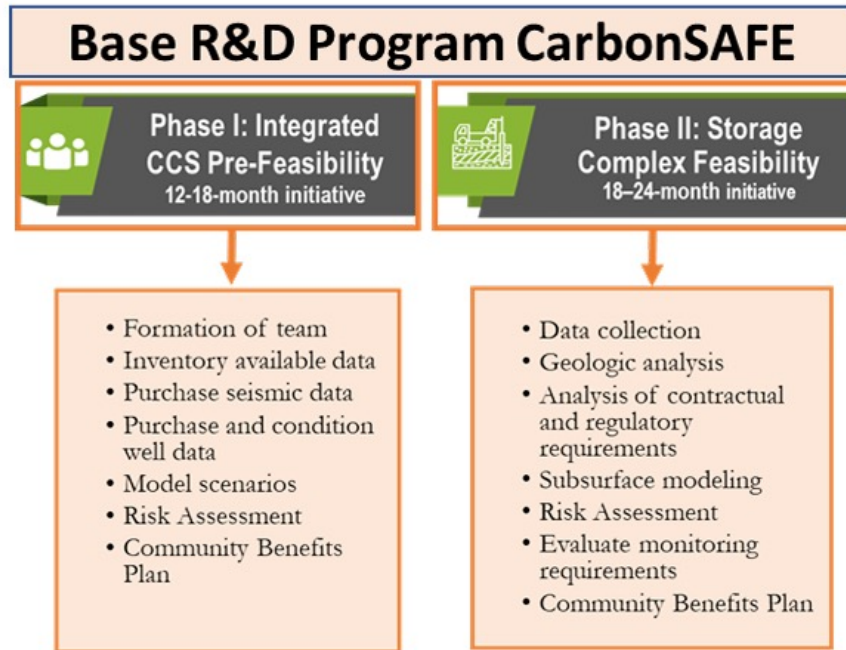 Base R&D Program CarbonSAFE
Phase I: Integrated
CCS Pre-Feasibility
12-18-month initiative
Phase II: Storage
Complex Feasibility
18–24-month initiative
• Formation of team
• Inventory available data
• Purchase seismic data
• Purchase and condition
well data
• Model scenarios
• Risk Assessment
• Community Benefits
Plan
• Data collection
• Geologic analysis
• Analysis of contractual
and regulatory
requirements
• Subsurface modeling
• Risk Assessment
• Evaluate monitoring
requirements
• Community Benefits Plan